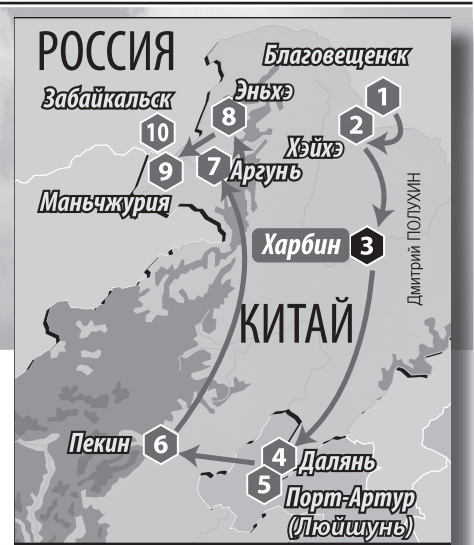 РОССИЯ
Благовещенск
1
Забайкальск
Эньхэ
8
2
10
Хэйхэ
7
Аргунь
9
Маньчжурия
Харбин
3
Дмитрий ПОЛУХИН
КИТАЙ
Пекин
6
4
Далянь
5
Порт-Артур
(Люйшунь)